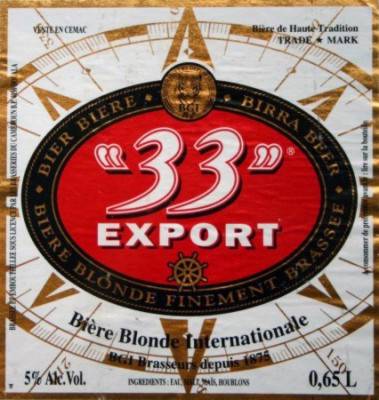 VENTE EN CEMAC
Bière de Haute Tradition
TRADE ★ MARK
BGI
BIER BIERE • BIRRA BEER
"33"®
EXPORT
BIERE BLONDE FINEMENT BRASSEE
Bière Blonde Internationale
BGI Brasseurs depuis 1875
5% Alc.Vol.
INGREDIENTS : EAU, MALT, MAÏS, HOUBLONS
0,65 L